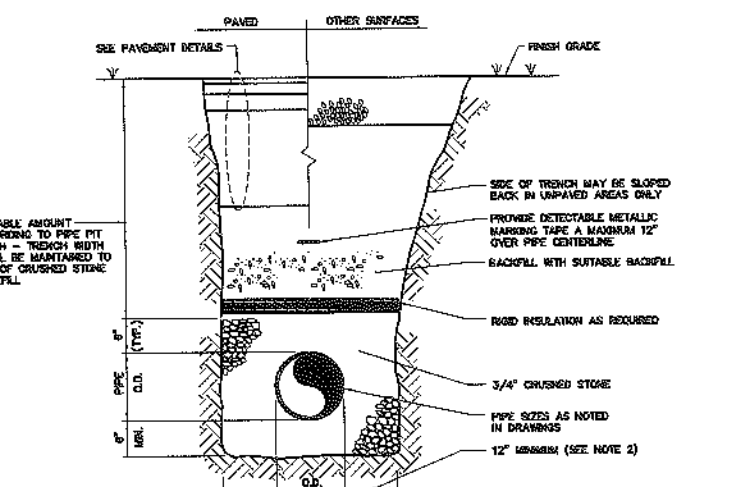 PAVED
OTHER SURFACES
SEE PAVEMENT DETAILS
FINISH GRADE
SIDE OF TRENCH MAY BE SLOPED
BACK IN UNPAVED AREAS ONLY
ABLE AMOUNT
RDING TO PIPE PIT
H - TRENCH WIDTH
L BE MAINTAINED TO
OF CRUSHED STONE
FILL
PROVIDE DETECTABLE METALLIC
MARKING TAPE A MAXIMUM 12"
OVER PIPE CENTERLINE
BACKFILL WITH SUITABLE BACKFILL
RIGID INSULATION AS REQUIRED
6"
(TYP.)
3/4" CRUSHED STONE
PIPE
O.D.
PIPE SIZES AS NOTED
IN DRAWINGS
6"
MIN.
12" MINIMUM (SEE NOTE 2)
O.D.